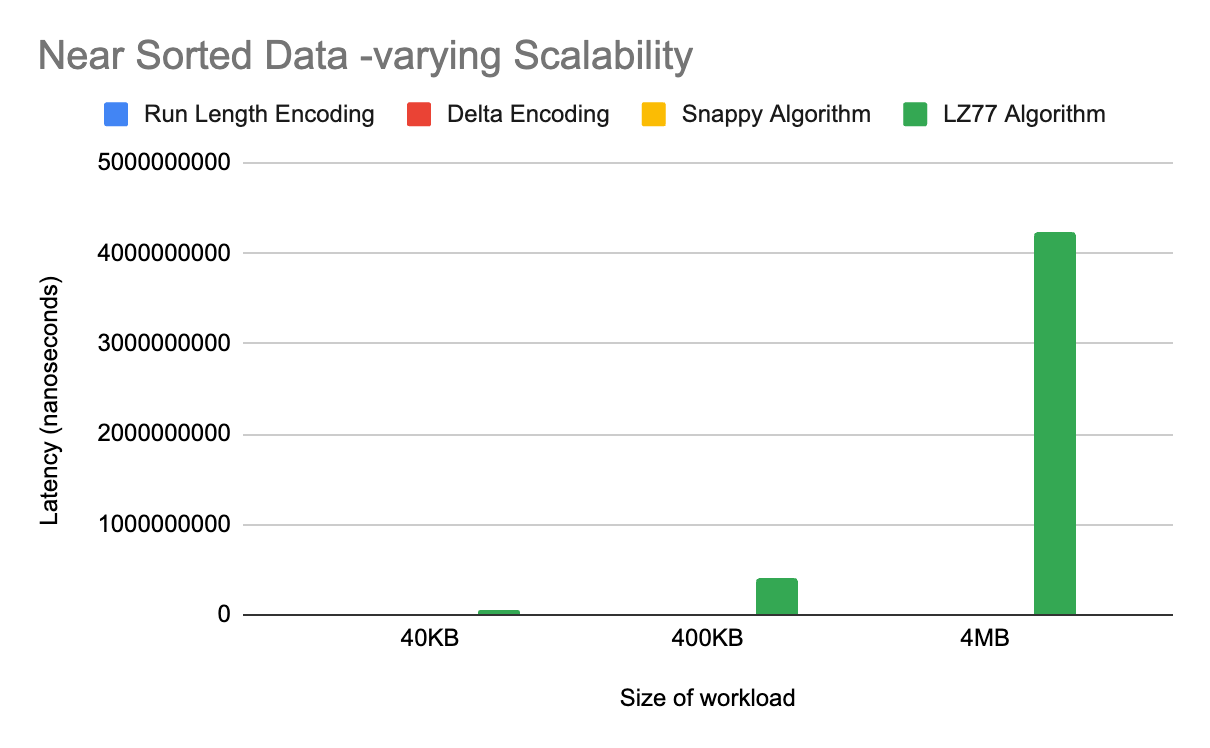 Near Sorted Data -varying Scalability
Run Length Encoding Delta Encoding Snappy Algorithm LZ77 Algorithm
5000000000
4000000000
3000000000
2000000000
1000000000
0
Latency (nanoseconds)
40KB 400KB 4MB
Size of workload